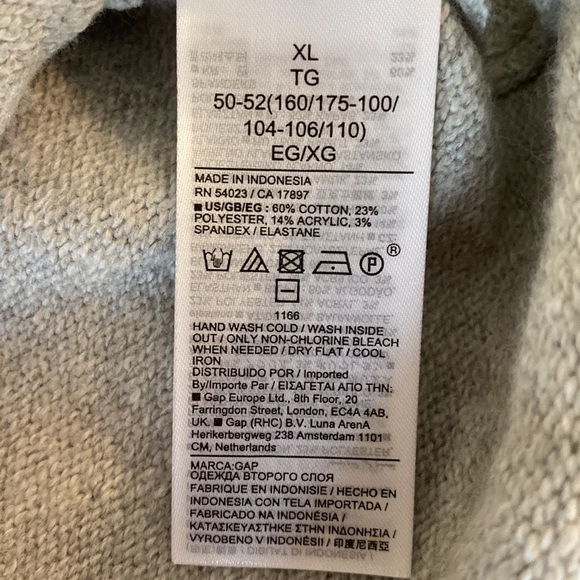 XL
TG
50-52(160/175-100/
104-106/110)
EG/XG
MADE IN INDONESIA
RN 54023 / CA 17897
■ US/GB/EG : 60% COTTON, 23%
POLYESTER, 14% ACRYLIC, 3%
SPANDEX / ELASTANE
P®
1166
HAND WASH COLD / WASH INSIDE
OUT / ONLY NON-CHLORINE BLEACH
WHEN NEEDED / DRY FLAT / COOL
IRON
DISTRIBUIDO POR / Imported
By/Importe Par / ΕΙΣΑΓΕΤΑΙ ΑΠΟ ΤΗΝ:
■ Gap Europe Ltd., 8th Floor, 20
Farringdon Street, London, EC4A 4AB,
UK. ■ Gap (RHC) B.V. Luna ArenA
Herikerbergweg 238 Amsterdam 1101
CM, Netherlands
MARCA:GAP
ОДЕЖДА ВТОРОГО СЛОЯ
FABRIQUE EN INDONISIE / HECHO EN
INDONESIA CON TELA IMPORTADA /
FABRICADO NA INDONÉSIA /
ΚΑΤΑΣΚΕΥΑΣΤΗΚΕ ΣΤΗΝ ΙΝΔΟΝΗΣΙΑ /
VYROBENO V INDONÉSII / 印度尼西亞